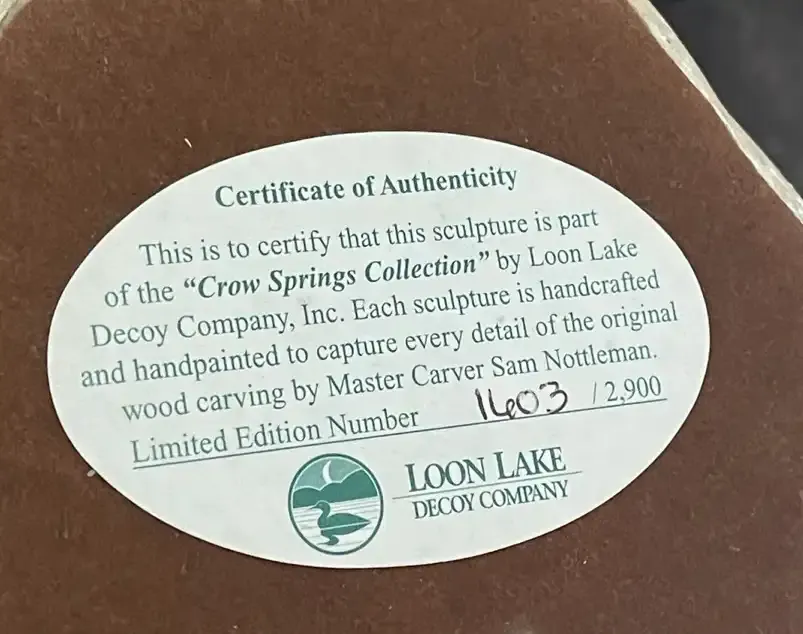 Certificate of Authenticity
This is to certify that this sculpture is part
of the “Crow Springs Collection” by Loon Lake
Decoy Company, Inc. Each sculpture is handcrafted
and handpainted to capture every detail of the original
wood carving by Master Carver Sam Nottleman.
Limited Edition Number 1603 / 2,900
LOON LAKE
DECOY COMPANY